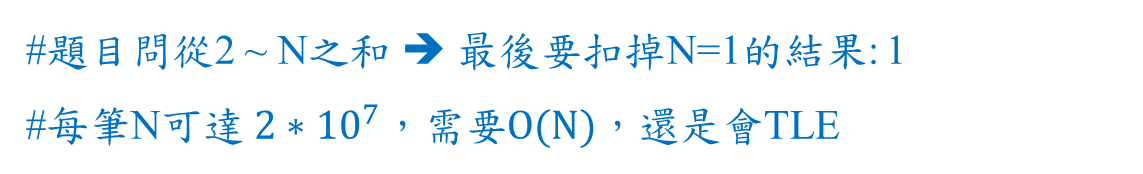 #題目問從2 ~ N之和 ➔ 最後要扣掉N=1的結果: 1
#每筆N可達 2 ∗ 10⁷，需要O(N)，還是會TLE